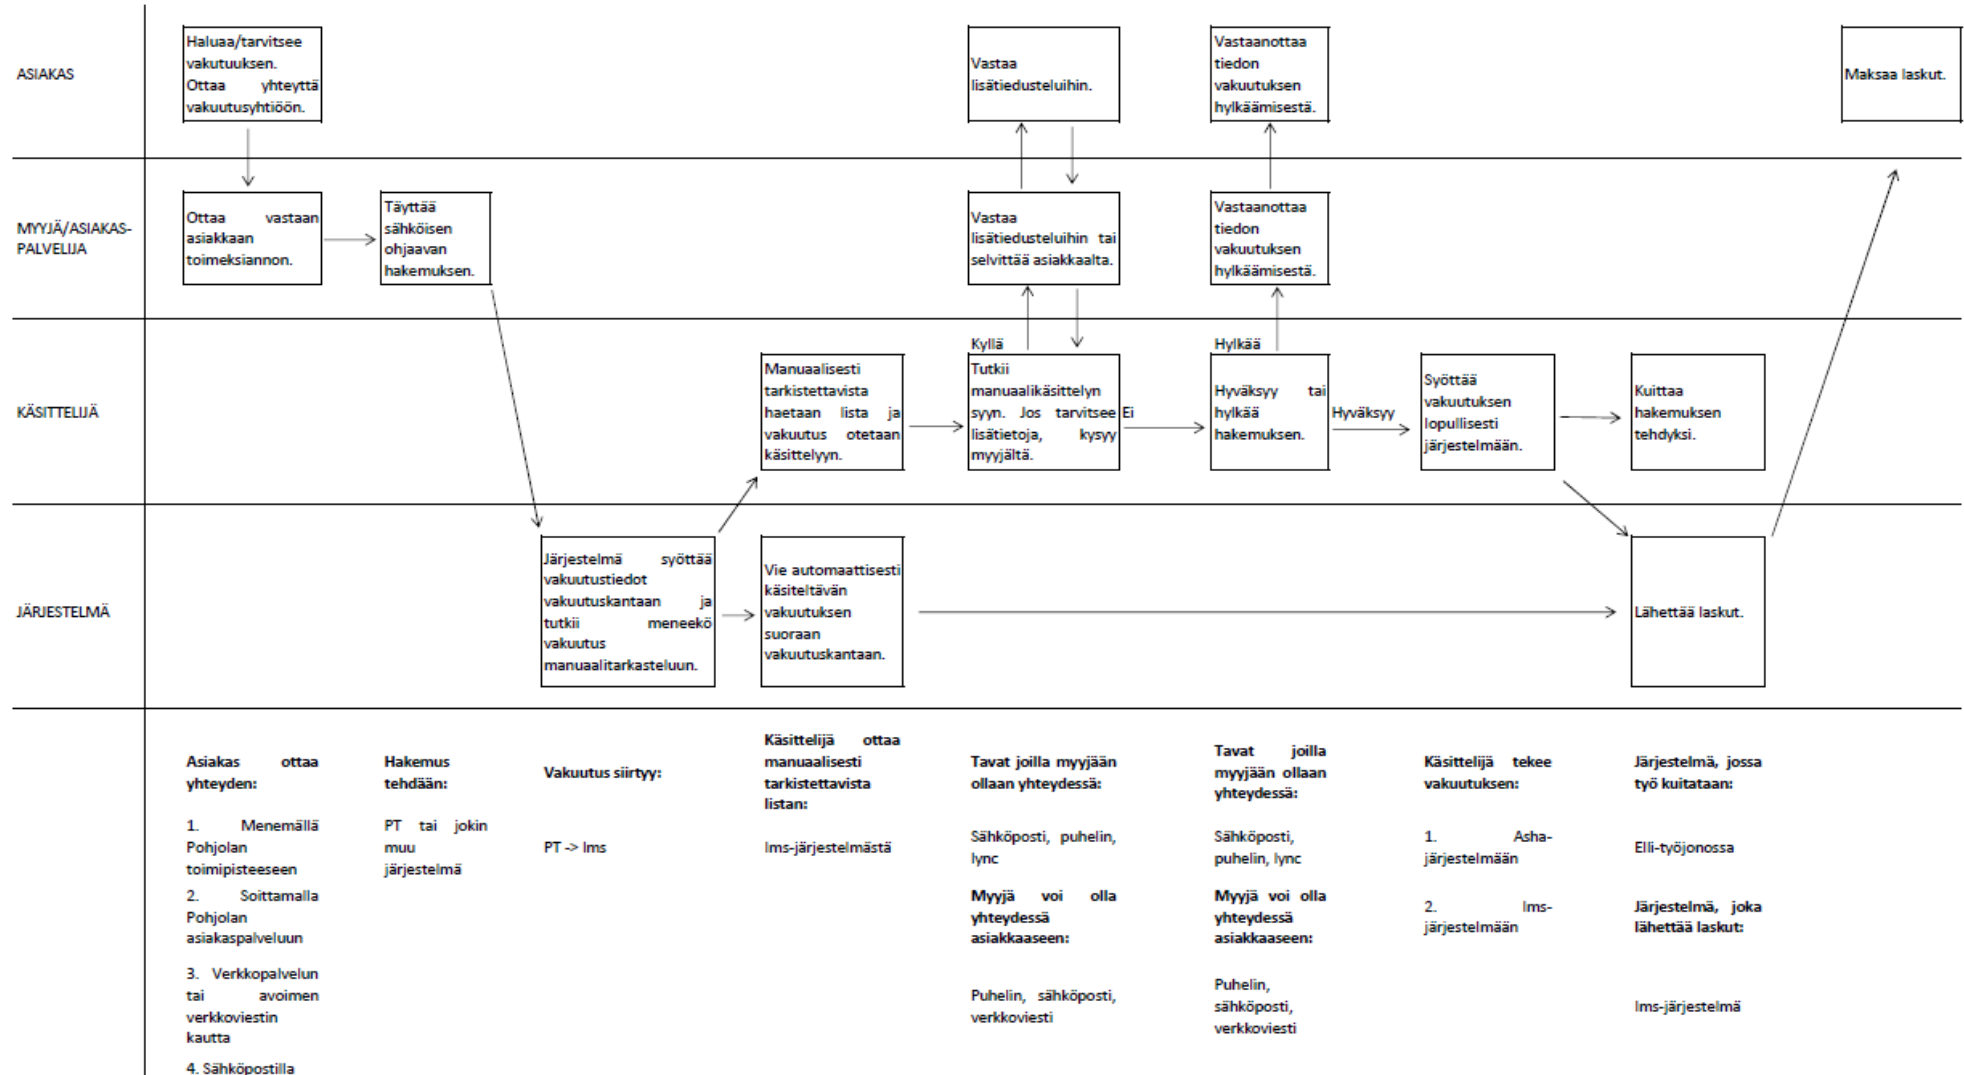 ASIAKAS
Haluaa/tarvitsee
vakutuuksen.
Ottaa yhteyttä
vakuutusyhtiöön.
Vastaa
lisätiedusteluihin.
Vastaanottaa
tiedon
vakuutuksen
hylkäämisestä.
Maksaa laskut.
MYYJÄ/ASIAKAS-
PALVELIJA
Ottaa vastaan
asiakkaan
toimeksiannon.
Täyttää
sähköisen
ohjaavan
hakemuksen.
Vastaa
lisätiedusteluihin tai
selvittää asiakkaalta.
Vastaanottaa
tiedon
vakuutuksen
hylkäämisestä.
KÄSITTELIJÄ
Manuaalisesti
tarkistettavista
haetaan lista ja
vakuutus otetaan
käsittelyyn.
Kyllä
Tutkii
manuaalikäsittelyn
syyn. Jos tarvitsee
lisätietoja, kysyy
myyjältä.
Ei
Hylkää
Hyväksyy tai
hylkää
hakemuksen.
Hyväksyy
Syöttää
vakuutuksen
lopullisesti
järjestelmään.
Kuittaa
hakemuksen
tehdyksi.
JÄRJESTELMÄ
Järjestelmä syöttää
vakuutustiedot
vakuutuskantaan ja
tutkii meneekö
vakuutus
manuaalitarkasteluun.
Vie automaattisesti
käsiteltävän
vakuutuksen
suoraan
vakuutuskantaan.
Lähettää laskut.
Asiakas ottaa
yhteyden:
1. Menemällä
Pohjolan
toimipisteeseen
2. Soittamalla
Pohjolan
asiakaspalveluun
3. Verkkopalvelun
tai avoimen
verkkoviestin
kautta
4. Sähköpostilla
Hakemus
tehdään:
PT tai jokin
muu
järjestelmä
Vakuutus siirtyy:
PT -> Ims
Käsittelijä ottaa
manuaalisesti
tarkistettavista
listan:
Ims-järjestelmästä
Tavat joilla myyjään
ollaan yhteydessä:
Sähköposti, puhelin,
lync
Myyjä voi olla
yhteydessä
asiakkaaseen:
Puhelin, sähköposti,
verkkoviesti
Tavat joilla
myyjään ollaan
yhteydessä:
Sähköposti,
puhelin, lync
Myyjä voi olla
yhteydessä
asiakkaaseen:
Puhelin,
sähköposti,
verkkoviesti
Käsittelijä tekee
vakuutuksen:
1. Asha-
järjestelmään
2. Ims-
järjestelmään
Järjestelmä, jossa
työ kuitataan:
Elli-työjonossa
Järjestelmä, joka
lähettää laskut:
Ims-järjestelmä